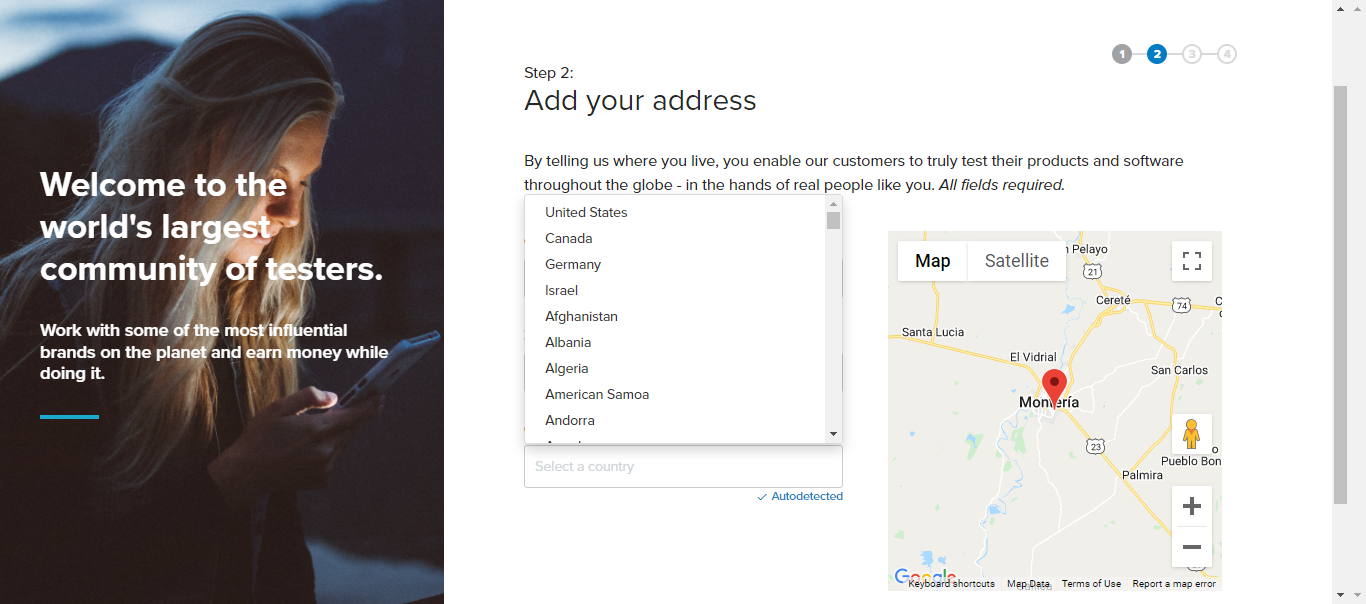 Welcome to the
world's largest
community of testers.
Work with some of the most influential
brands on the planet and earn money while
doing it.
1 2 3 4
Step 2:
Add your address
By telling us where you live, you enable our customers to truly test their products and software
throughout the globe - in the hands of real people like you. All fields required.
United States
Canada
Germany
Israel
Afghanistan
Albania
Algeria
American Samoa
Andorra
Select a country
Autodetected
Map Satellite
Pelayo
21
Cereté
74
Santa Lucia
El Vidrial
San Carlos
Montería
23
Pueblo Bon
Palmira
Google
Keyboard shortcuts Map Data Terms of Use Report a map error